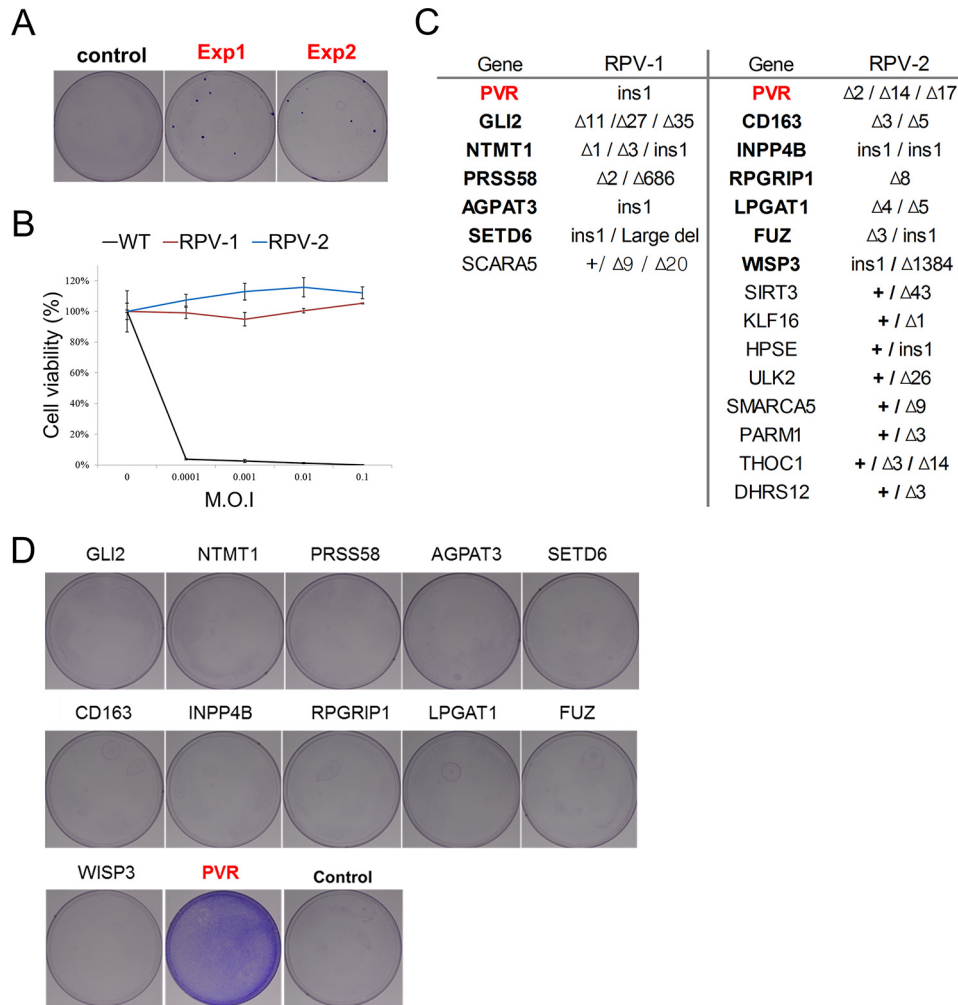 A
control Exp1 Exp2
B
WT RPV-1 RPV-2
Cell viability (%)
120%
100%
80%
60%
40%
20%
0%
0 0.0001 0.001 0.01 0.1
M.O.I
C
Gene RPV-1 Gene RPV-2
PVR ins1 PVR Δ2 / Δ14 / Δ17
GLI2 Δ11 /Δ27 / Δ35 CD163 Δ3 / Δ5
NTMT1 Δ1 / Δ3 / ins1 INPP4B ins1 / ins1
PRSS58 Δ2 / Δ686 RPGRIP1 Δ8
AGPAT3 ins1 LPGAT1 Δ4 / Δ5
SETD6 ins1 / Large del FUZ Δ3 / ins1
SCARA5 +/ Δ9 / Δ20 WISP3 ins1 / Δ1384
SIRT3 + / Δ43
KLF16 + / Δ1
HPSE + / ins1
ULK2 + / Δ26
SMARCA5 + / Δ9
PARM1 + / Δ3
THOC1 + / Δ3 / Δ14
DHRS12 + / Δ3
D
GLI2 NTMT1 PRSS58 AGPAT3 SETD6
CD163 INPP4B RPGRIP1 LPGAT1 FUZ
WISP3 PVR Control